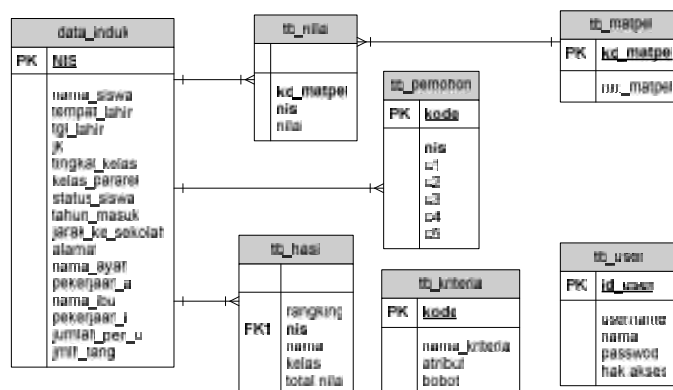 data_induk
PK NIS
nama_siswa
tempat_lahir
tgl_lahir
jk
tingkat_kelas
kelas_pararel
status_siswa
tahun_masuk
jarak_ke_sekolah
alamat
nama_ayah
pekerjaan_a
nama_ibu
pekerjaan_i
jumlah_per_u
jmlh_tang
tb_nilai
kd_matpel
nis
nilai
tb_matpel
PK kd_matpel
tb_pemohon
PK kode
nis
c1
c2
c3
c4
c5
tb_hasil
rangking
FK1 nis
nama
kelas
total_nilai
tb_kriteria
PK kode
nama_kriteria
atribut
bobot
tb_user
PK id_user
username
nama
passwod
hak akses